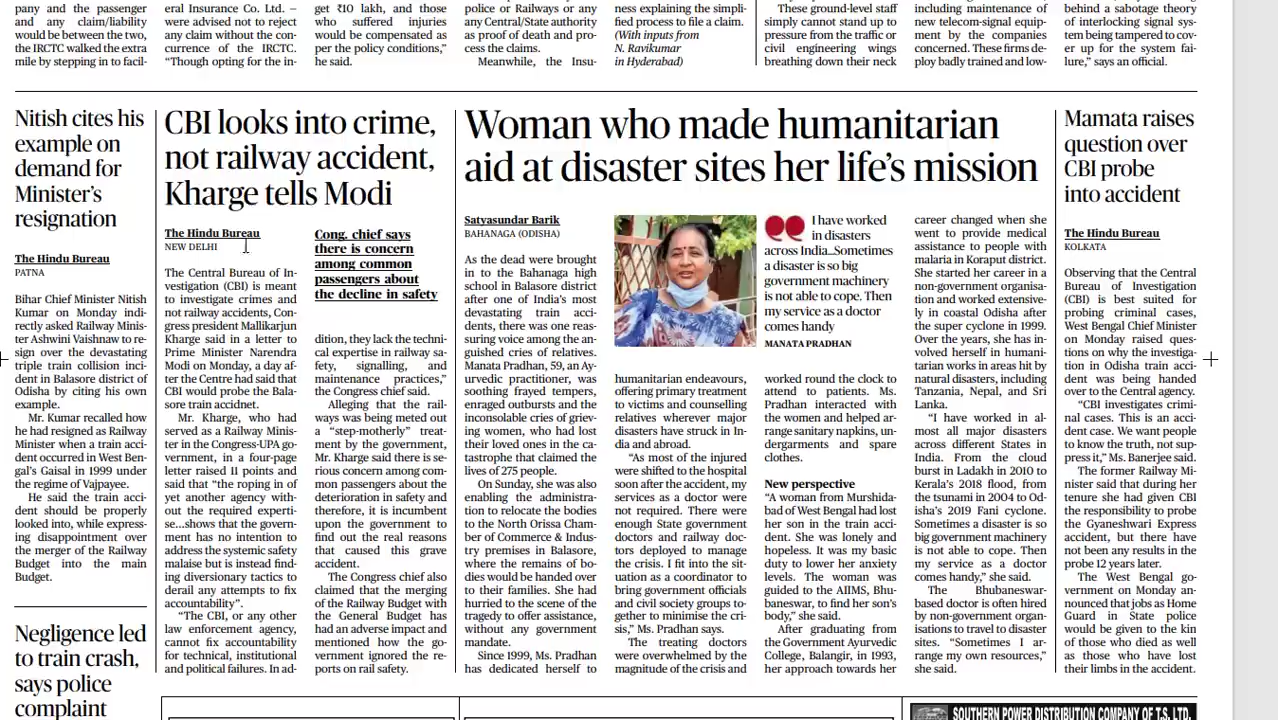 pany and the passenger
and any claim/liability
would be between the two,
the IRCTC walked the extra
mile by stepping in to facil-
eral Insurance Co. Ltd. –
were advised not to reject
any claim without the con-
currence of the IRCTC.
“Though opting for the in-
get ₹10 lakh, and those
who suffered injuries
would be compensated as
per the policy conditions,”
he said.
police or Railways or any
any Central/State authority
as proof of death and pro-
cess the claims.
Meanwhile, the Insu-
ness explaining the simpli-
fied process to file a claim.
(With inputs from
N. Ravikumar
in Hyderabad)
These ground-level staff
simply cannot stand up to
pressure from the traffic or
civil engineering wings
breathing down their neck
including maintenance of
new telecom-signal equip-
ment by the companies
concerned. These firms de-
ploy badly trained and low-
behind a sabotage theory
of interlocking signal sys-
tem being tampered to cov-
er up for the system fai-
lure,” says an official.
Nitish cites his
example on
demand for
Minister’s
resignation
The Hindu Bureau
PATNA
Bihar Chief Minister Nitish
Kumar on Monday indi-
rectly asked Railway Minis-
ter Ashwini Vaishnaw to re-
sign over the devastating
triple train collision inci-
dent in Balasore district of
Odisha by citing his own
example.
Mr. Kumar recalled how
he had resigned as Railway
Minister when a train acci-
dent occurred in West Ben-
gal’s Gaisal in 1999 under
the regime of Vajpayee.
He said the train acci-
dent should be properly
looked into, while express-
ing disappointment over
the merger of the Railway
Budget into the main
Budget.
Negligence led
to train crash,
says police
complaint
CBI looks into crime,
not railway accident,
Kharge tells Modi
The Hindu Bureau
NEW DELHI
The Central Bureau of In-
vestigation (CBI) is meant
to investigate crimes and
not railway accidents, Con-
gress president Mallikarjun
Kharge said in a letter to
Prime Minister Narendra
Modi on Monday, a day af-
ter the Centre had said that
CBI would probe the Bala-
sore train accidnet.
Mr. Kharge, who had
served as a Railway Minis-
ter in the Congress-UPA go-
vernment, in a four-page
letter raised 11 points and
said that “the roping in of
yet another agency with-
out the required experti-
se...shows that the govern-
ment has no intention to
address the systemic safety
malaise but is instead find-
ing diversionary tactics to
derail any attempts to fix
accountability”.
“The CBI, or any other
law enforcement agency,
cannot fix accountability
for technical, institutional
and political failures. In ad-
Cong. chief says
there is concern
among common
passengers about
the decline in safety
dition, they lack the techni-
cal expertise in railway sa-
fety, signalling, and
maintenance practices,”
the Congress chief said.
Alleging that the rail-
ways was being meted out
a “step-motherly” treat-
ment by the government,
Mr. Kharge said there is se-
rious concern among com-
mon passengers about the
deterioration in safety and
therefore, it is incumbent
upon the government to
find out the real reasons
that caused this grave
accident.
The Congress chief also
claimed that the merging
of the Railway Budget with
the General Budget has
had an adverse impact and
mentioned how the go-
vernment ignored the re-
ports on rail safety.
Woman who made humanitarian
aid at disaster sites her life’s mission
Satyasundar Barik
BAHANAGA (ODISHA)
As the dead were brought
in to the Bahanaga high
school in Balasore district
after one of India’s most
devastating train acci-
dents, there was one reas-
suring voice among the an-
guished cries of relatives.
Manata Pradhan, 59, an Ay-
urvedic practitioner, was
soothing frayed tempers,
enraged outbursts and the
inconsolable cries of griev-
ing women, who had lost
their loved ones in the ca-
tastrophe that claimed the
lives of 275 people.
On Sunday, she was also
enabling the administra-
tion to relocate the bodies
to the North Orissa Cham-
ber of Commerce & Indus-
try premises in Balasore,
where the remains of bo-
dies would be handed over
to their families. She had
hurried to the scene of the
tragedy to offer assistance,
without any government
mandate.
Since 1999, Ms. Pradhan
has dedicated herself to
humanitarian endeavours,
offering primary treatment
to victims and counselling
relatives wherever major
disasters have struck in In-
dia and abroad.
“As most of the injured
were shifted to the hospital
soon after the accident, my
services as a doctor were
not required. There were
enough State government
doctors and railway doc-
tors deployed to manage
the crisis. I fit into the sit-
uation as a coordinator to
bring government officials
and civil society groups to-
gether to minimise the cri-
sis,” Ms. Pradhan says.
The treating doctors
were overwhelmed by the
magnitude of the crisis and
I have worked
in disasters
across India...Sometimes
a disaster is so big
government machinery
is not able to cope. Then
my service as a doctor
comes handy
MANATA PRADHAN
worked round the clock to
attend to patients. Ms.
Pradhan interacted with
the women and helped ar-
range sanitary napkins, un-
dergarments and spare
clothes.
New perspective
“A woman from Murshida-
bad of West Bengal had lost
her son in the train acci-
dent. She was lonely and
hopeless. It was my basic
duty to lower her anxiety
levels. The woman was
guided to the AIIMS, Bhu-
baneswar, to find her son’s
body,” she said.
After graduating from
the Government Ayurvedic
College, Balangir, in 1993,
her approach towards her
career changed when she
went to provide medical
assistance to people with
malaria in Koraput district.
She started her career in a
non-government organisa-
tion and worked extensive-
ly in coastal Odisha after
the super cyclone in 1999.
Over the years, she has in-
volved herself in humani-
tarian works in areas hit by
natural disasters, including
Tanzania, Nepal, and Sri
Lanka.
“I have worked in al-
most all major disasters
across different States in
India. From the cloud
burst in Ladakh in 2010 to
Kerala’s 2018 flood, from
the tsunami in 2004 to Od-
isha’s 2019 Fani cyclone.
Sometimes a disaster is so
big government machinery
is not able to cope. Then
my service as a doctor
comes handy,” she said.
The Bhubaneswar-
based doctor is often hired
by non-government organ-
isations to travel to disaster
sites. “Sometimes I ar-
range my own resources,”
she said.
Mamata raises
question over
CBI probe
into accident
The Hindu Bureau
KOLKATA
Observing that the Central
Bureau of Investigation
(CBI) is best suited for
probing criminal cases,
West Bengal Chief Minister
on Monday raised ques-
tions on why the investiga-
tion in Odisha train acci-
dent was being handed
over to the Central agency.
“CBI investigates crimi-
nal cases. This is an acci-
dent case. We want people
to know the truth, not sup-
press it,” Ms. Banerjee said.
The former Railway Mi-
nister said that during her
tenure she had given CBI
the responsibility to probe
the Gyaneshwari Express
accident, but there have
not been any results in the
probe 12 years later.
The West Bengal go-
vernment on Monday an-
nounced that jobs as Home
Guard in State police
would be given to the kin
of those who died as well
as those who have lost
their limbs in the accident.
SOUTHERN POWER DISTRIBUTION COMPANY OF T.S. LTD.